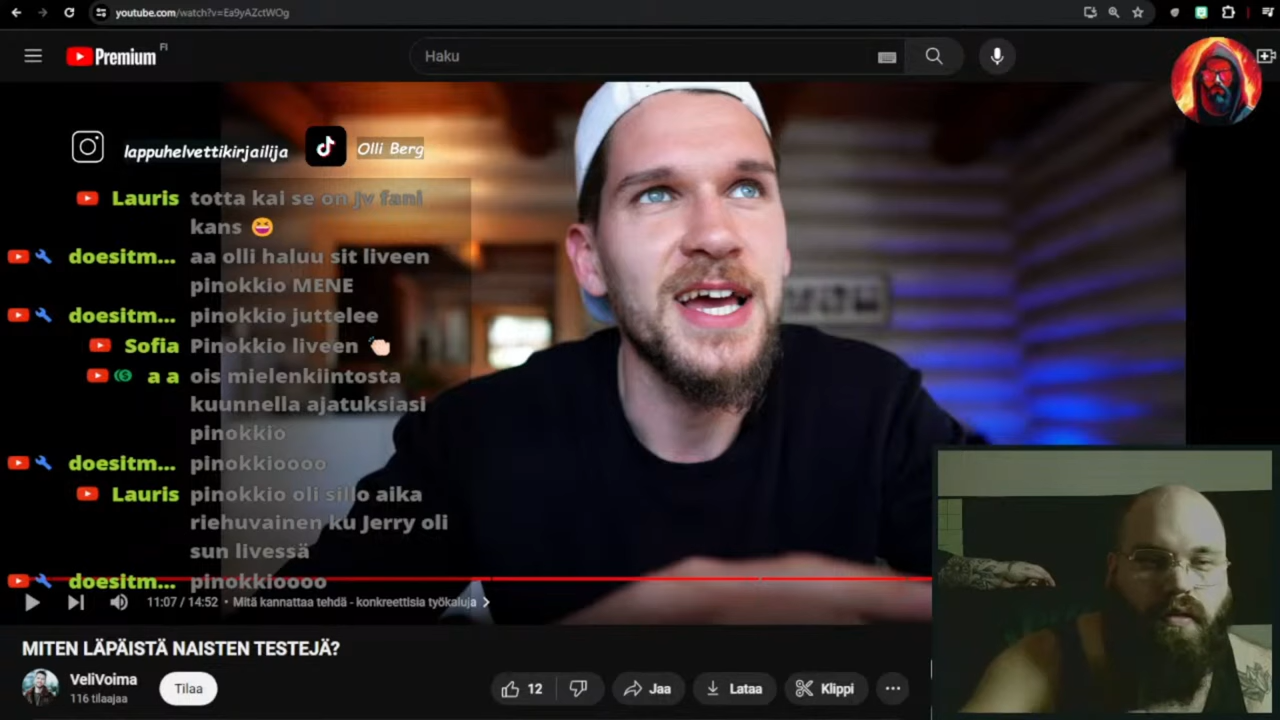 youtube.com/watch?v=Ea9yAZctWOg
Premium FI
Haku
lappuhelvettikirjailija Olli Berg
Lauris totta kai se on jv fani
kans 😆
doesitm... aa olli haluu sit liveen
pinokkio MENE
doesitm... pinokkio juttelee
Sofia Pinokkio liveen 👏🏻
a a ois mielenkiintosta
kuunnella ajatuksiasi
pinokkio
doesitm... pinokkioooo
Lauris pinokkio oli sillo aika
riehuvainen ku Jerry oli
sun livessä
doesitm... pinokkioooo
11:07 / 14:52 • Mitä kannattaa tehdä - konkreettisia työkaluja
MITEN LÄPÄISTÄ NAISTEN TESTEJÄ?
VeliVoima
116 tilaajaa
Tilaa
12
Jaa
Lataa
Klippi